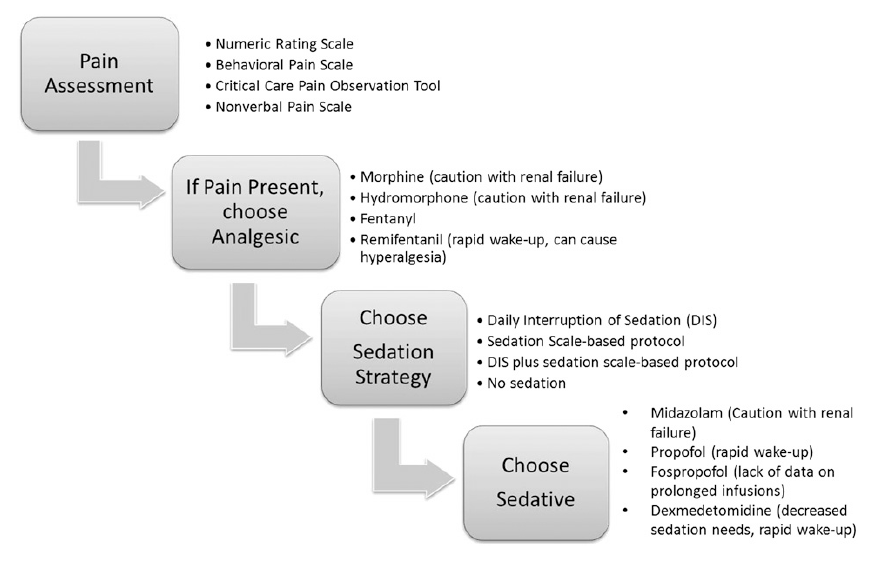 Pain
Assessment
• Numeric Rating Scale
• Behavioral Pain Scale
• Critical Care Pain Observation Tool
• Nonverbal Pain Scale
If Pain Present,
choose
Analgesic
• Morphine (caution with renal failure)
• Hydromorphone (caution with renal failure)
• Fentanyl
• Remifentanil (rapid wake-up, can cause
hyperalgesia)
Choose
Sedation
Strategy
• Daily Interruption of Sedation (DIS)
• Sedation Scale-based protocol
• DIS plus sedation scale-based protocol
• No sedation
Choose
Sedative
• Midazolam (Caution with renal
failure)
• Propofol (rapid wake-up)
• Fospropofol (lack of data on
prolonged infusions)
• Dexmedetomidine (decreased
sedation needs, rapid wake-up)